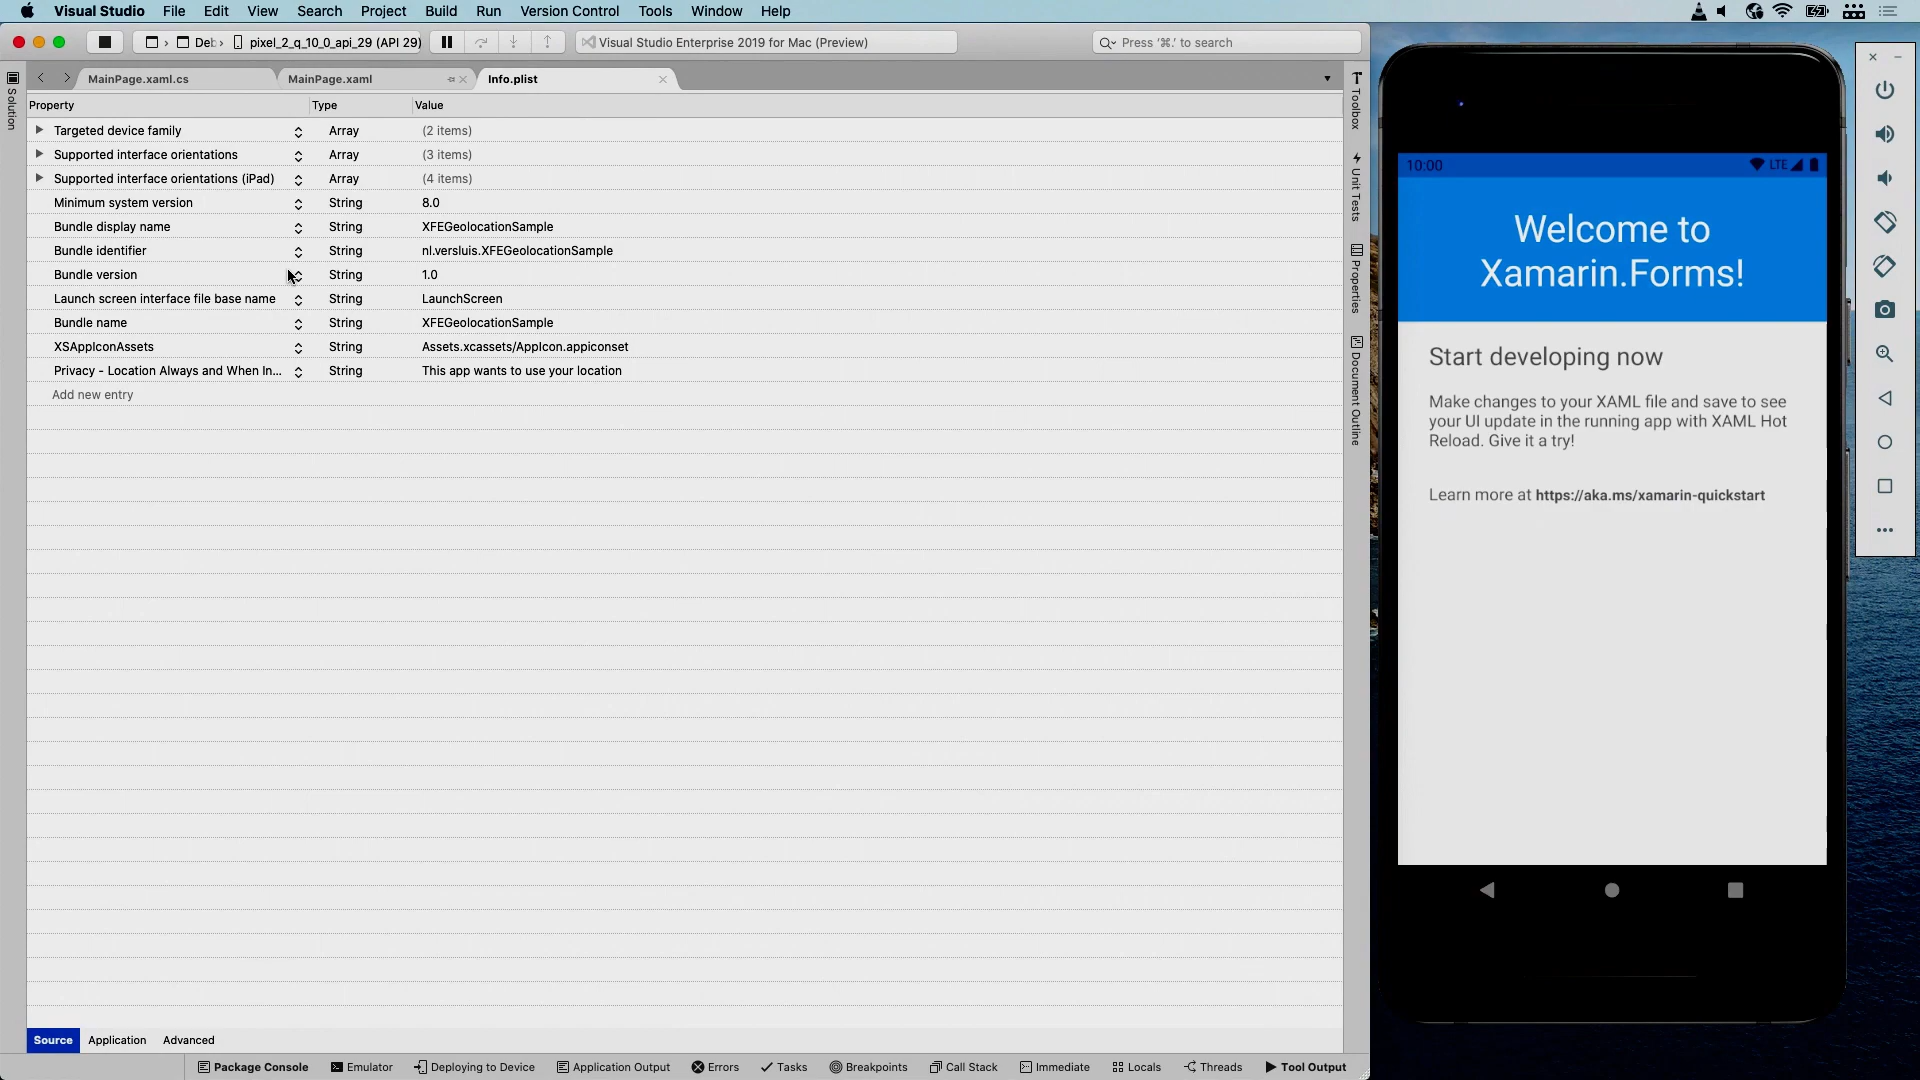 Visual Studio File Edit View Search Project Build Run Version Control Tools Window Help
Deb pixel_2_q_10_0_api_29 (API 29) Visual Studio Enterprise 2019 for Mac (Preview) Press '⌘.' to search
Solution
MainPage.xaml.cs MainPage.xaml Info.plist
Property Type Value
Targeted device family Array (2 items)
Supported interface orientations Array (3 items)
Supported interface orientations (iPad) Array (4 items)
Minimum system version String 8.0
Bundle display name String XFEGeolocationSample
Bundle identifier String nl.versluis.XFEGeolocationSample
Bundle version String 1.0
Launch screen interface file base name String LaunchScreen
Bundle name String XFEGeolocationSample
XSAppIconAssets String Assets.xcassets/AppIcon.appiconset
Privacy - Location Always and When In... String This app wants to use your location
Add new entry
Source Application Advanced
Package Console Emulator Deploying to Device Application Output Errors Tasks Breakpoints Call Stack Immediate Locals Threads Tool Output
Toolbox
Unit Tests
Properties
Document Outline
10:00 LTE
Welcome to
Xamarin.Forms!
Start developing now
Make changes to your XAML file and save to see
your UI update in the running app with XAML Hot
Reload. Give it a try!
Learn more at https://aka.ms/xamarin-quickstart